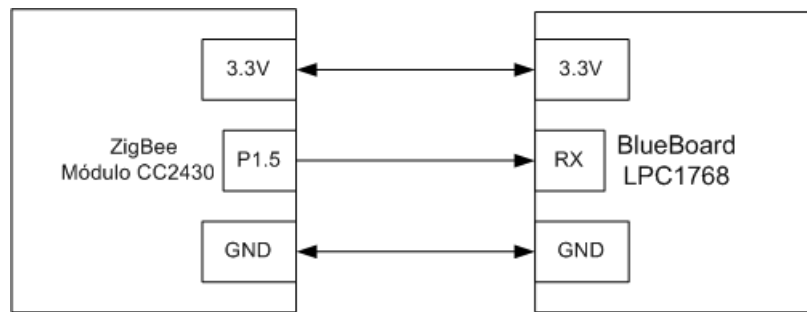 3.3V
3.3V
ZigBee
Módulo CC2430
P1.5
RX
BlueBoard
LPC1768
GND
GND